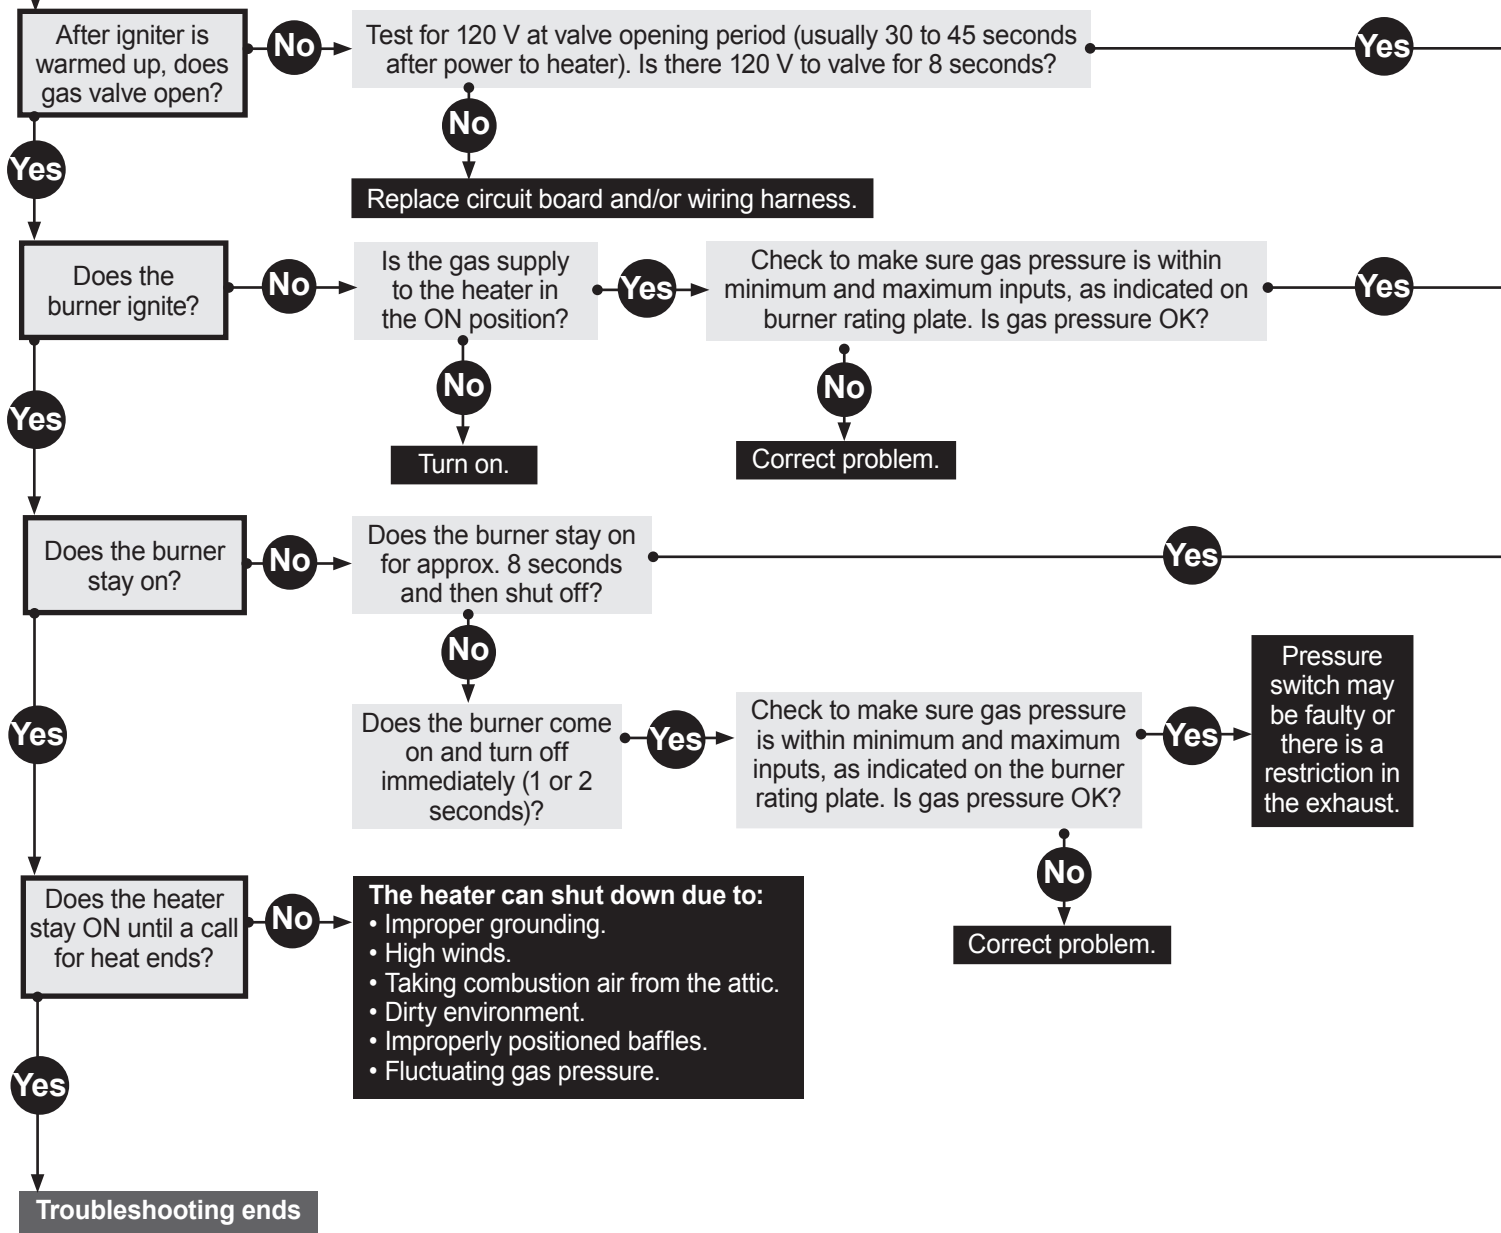 After igniter is
warmed up, does
gas valve open?
No
Test for 120 V at valve opening period (usually 30 to 45 seconds
after power to heater). Is there 120 V to valve for 8 seconds?
Yes
No
Replace circuit board and/or wiring harness.
Yes
Does the
burner ignite?
No
Is the gas supply
to the heater in
the ON position?
Yes
Check to make sure gas pressure is within
minimum and maximum inputs, as indicated on
burner rating plate. Is gas pressure OK?
Yes
No
Turn on.
No
Correct problem.
Yes
Does the burner
stay on?
No
Does the burner stay on
for approx. 8 seconds
and then shut off?
Yes
No
Does the burner come
on and turn off
immediately (1 or 2
seconds)?
Yes
Check to make sure gas pressure
is within minimum and maximum
inputs, as indicated on the burner
rating plate. Is gas pressure OK?
Yes
Pressure
switch may
be faulty or
there is a
restriction in
the exhaust.
No
Correct problem.
Yes
Does the heater
stay ON until a call
for heat ends?
No
The heater can shut down due to:
• Improper grounding.
• High winds.
• Taking combustion air from the attic.
• Dirty environment.
• Improperly positioned baffles.
• Fluctuating gas pressure.
Yes
Troubleshooting ends